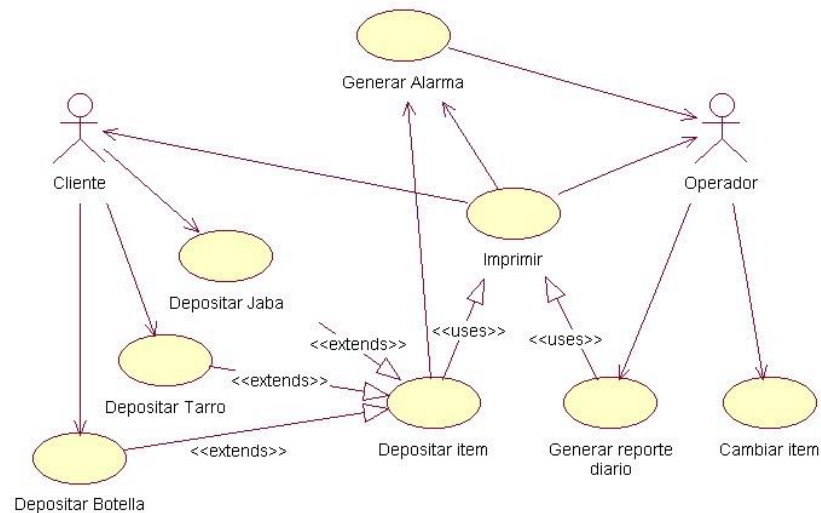 Generar Alarma
Cliente
Operador
Imprimir
Depositar Jaba
<<extends>>
<<uses>>
<<uses>>
<<extends>>
Depositar Tarro
<<extends>>
Depositar item
Generar reporte
diario
Cambiar item
Depositar Botella